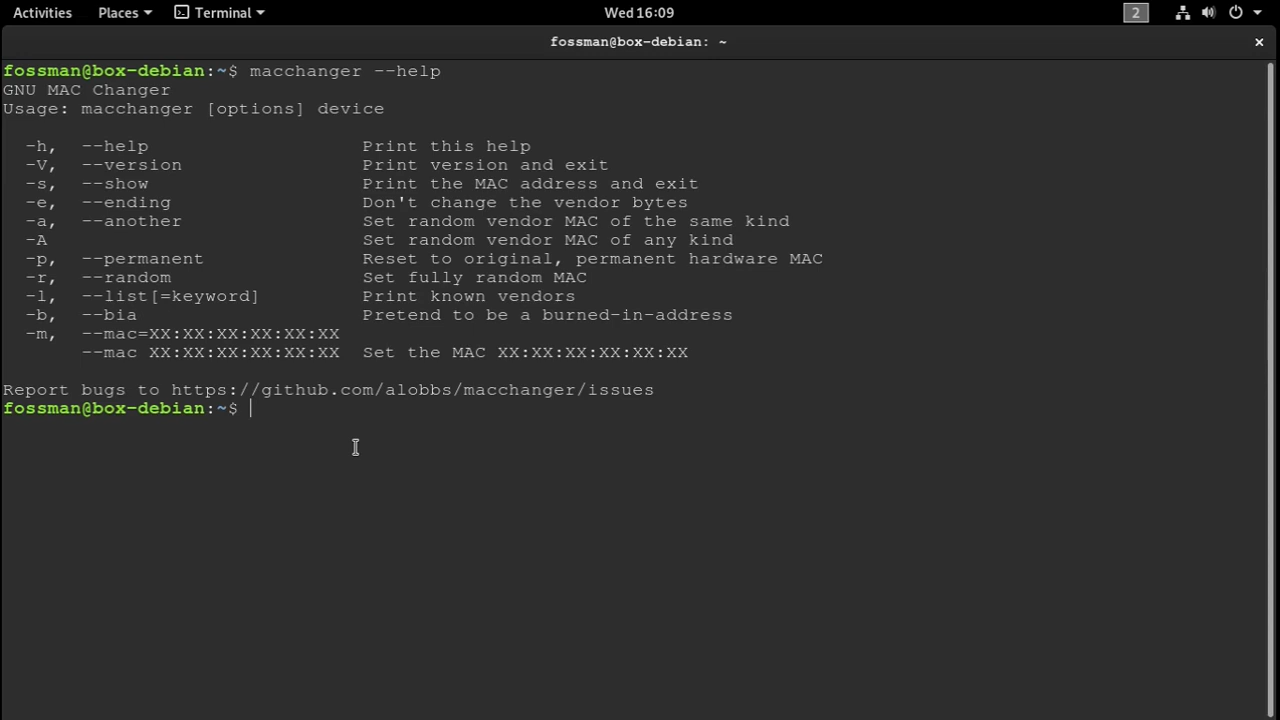 Activities Places Terminal Wed 16:09 2
fossman@box-debian: ~
fossman@box-debian:~$ macchanger --help
GNU MAC Changer
Usage: macchanger [options] device
-h, --help Print this help
-V, --version Print version and exit
-s, --show Print the MAC address and exit
-e, --ending Don't change the vendor bytes
-a, --another Set random vendor MAC of the same kind
-A Set random vendor MAC of any kind
-p, --permanent Reset to original, permanent hardware MAC
-r, --random Set fully random MAC
-l, --list[=keyword] Print known vendors
-b, --bia Pretend to be a burned-in-address
-m, --mac=XX:XX:XX:XX:XX:XX
--mac XX:XX:XX:XX:XX:XX Set the MAC XX:XX:XX:XX:XX:XX
Report bugs to https://github.com/alobbs/macchanger/issues
fossman@box-debian:~$